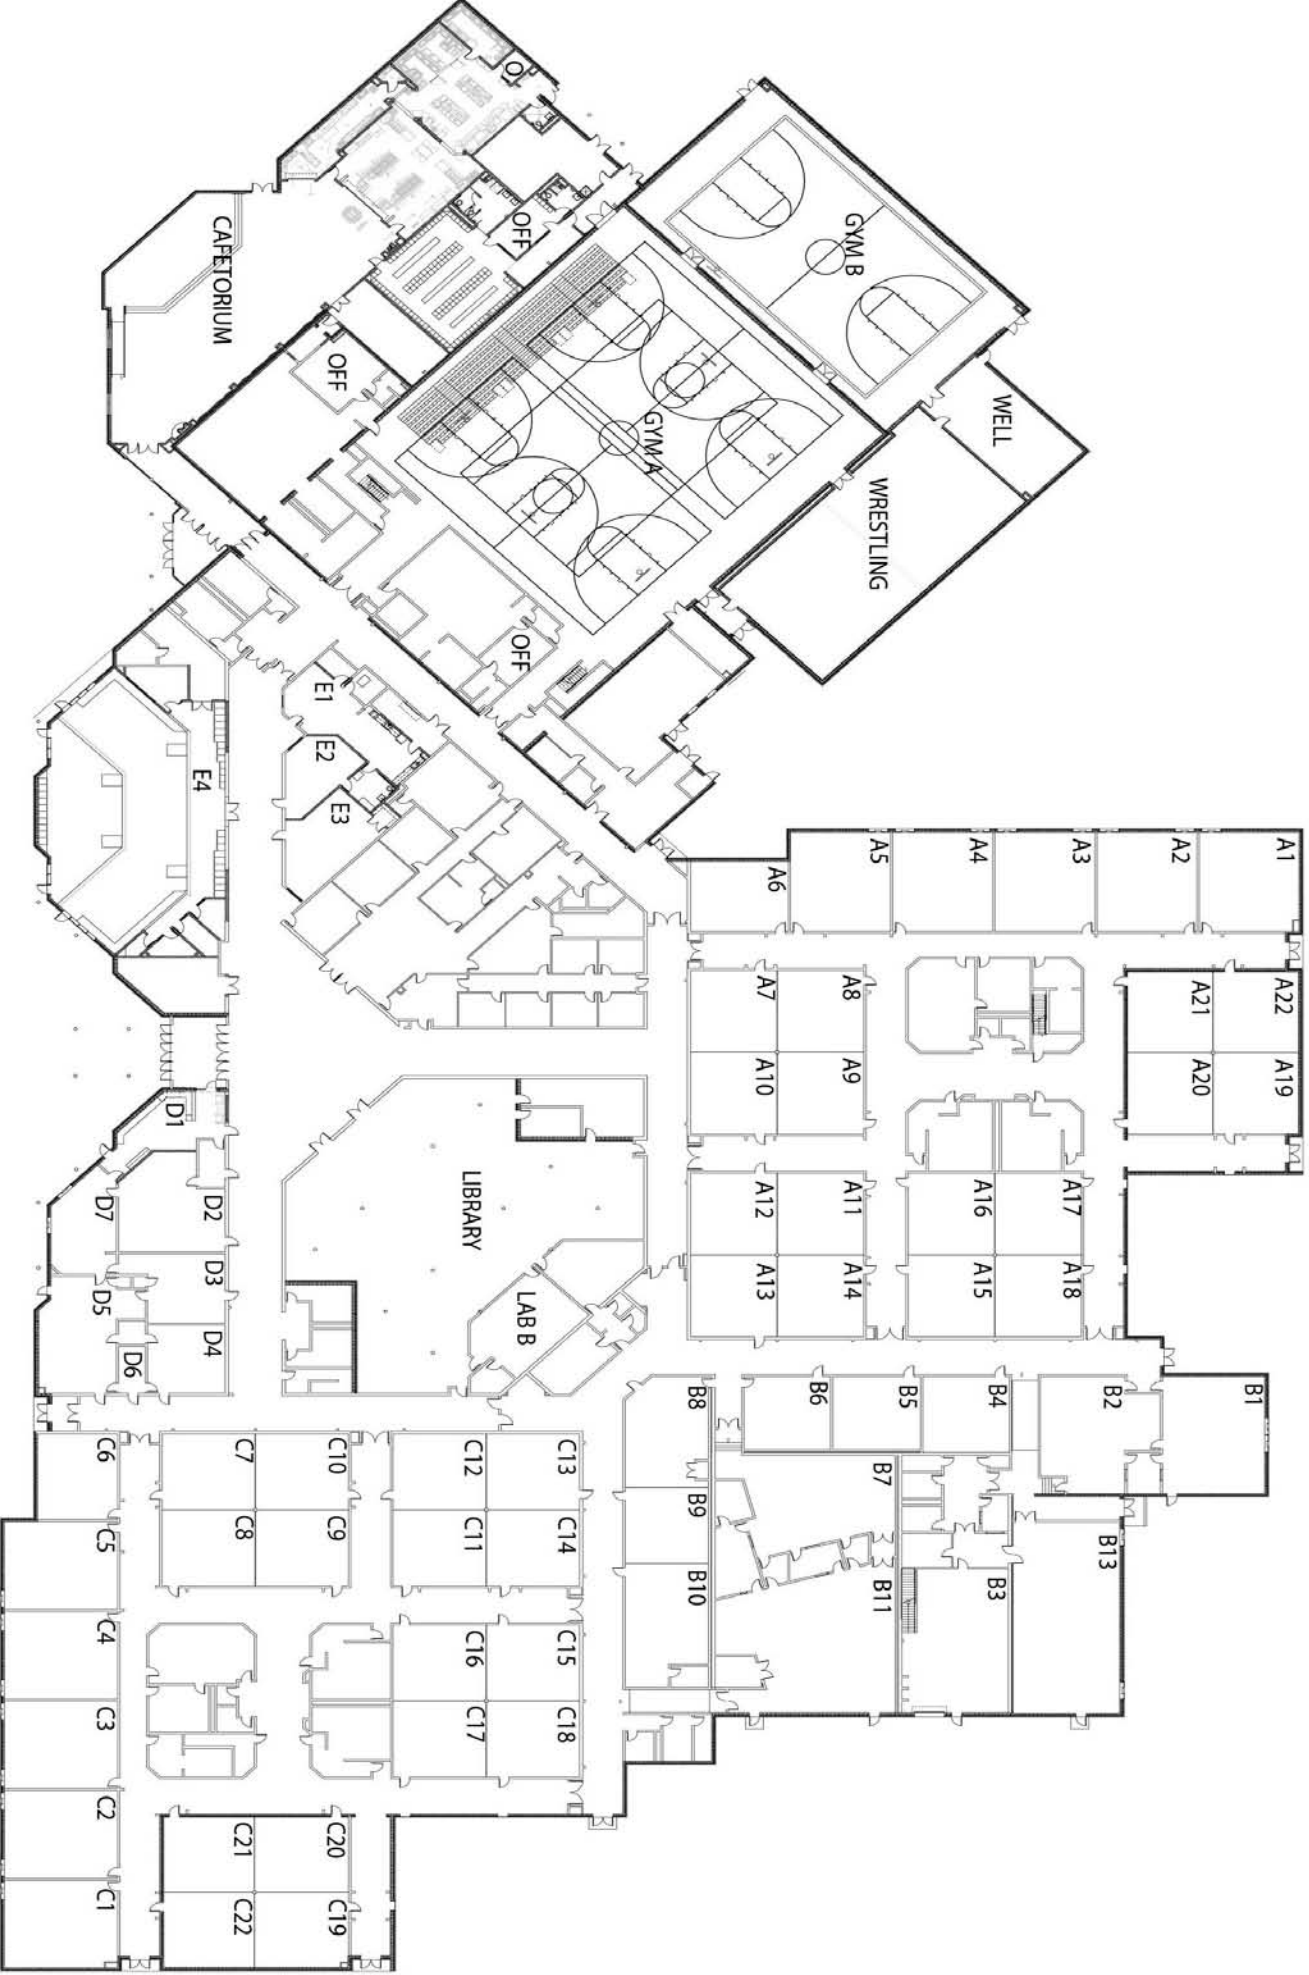 O
OFF
GYM B
CAFETORIUM
OFF
GYM A
WELL
WRESTLING
OFF
E1
E2
E3
E4
A1
A2
A3
A4
A5
A6
A7
A8
A21
A22
A10
A9
A20
A19
D1
LIBRARY
A12
A11
A16
A17
D7
D2
D3
A13
A14
A15
A18
D5
LAB B
D4
D6
B8
B6
B5
B4
B2
B1
C6
C7
C10
C12
C13
B7
B9
C5
C8
C9
C11
C14
B13
B10
B11
B3
C4
C16
C15
C3
C17
C18
C2
C21
C20
C1
C22
C19